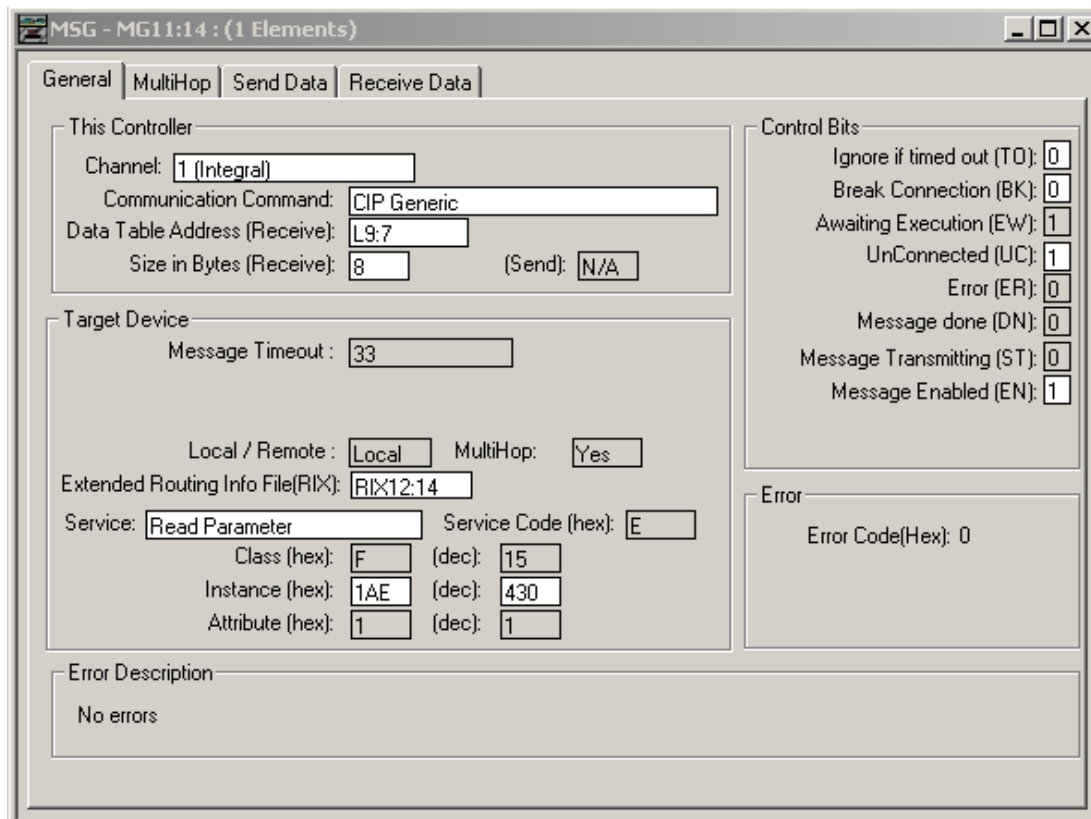 MSG - MG11:14 : (1 Elements)
General MultiHop Send Data Receive Data
This Controller
Channel: 1 (Integral)
Communication Command: CIP Generic
Data Table Address (Receive): L9:7
Size in Bytes (Receive): 8 (Send): N/A
Target Device
Message Timeout : 33
Local / Remote : Local MultiHop: Yes
Extended Routing Info File(RIX): RIX12:14
Service: Read Parameter Service Code (hex): E
Class (hex): F (dec): 15
Instance (hex): 1AE (dec): 430
Attribute (hex): 1 (dec): 1
Control Bits
Ignore if timed out (TO): 0
Break Connection (BK): 0
Awaiting Execution (EW): 1
UnConnected (UC): 1
Error (ER): 0
Message done (DN): 0
Message Transmitting (ST): 0
Message Enabled (EN): 1
Error
Error Code(Hex): 0
Error Description
No errors